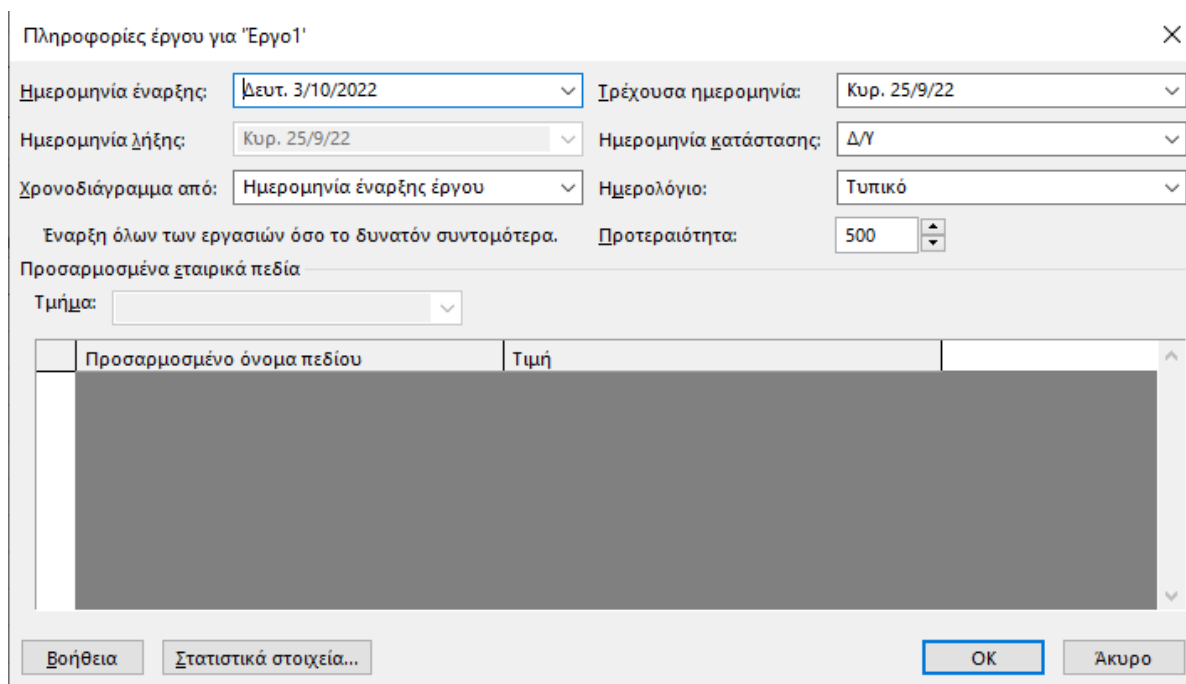 Πληροφορίες έργου για 'Έργο1'
Ημερομηνία έναρξης: Δευτ. 3/10/2022 Τρέχουσα ημερομηνία: Κυρ. 25/9/22
Ημερομηνία λήξης: Κυρ. 25/9/22 Ημερομηνία κατάστασης: Δ/Υ
Χρονοδιάγραμμα από: Ημερομηνία έναρξης έργου Ημερολόγιο: Τυπικό
Έναρξη όλων των εργασιών όσο το δυνατόν συντομότερα. Προτεραιότητα: 500
Προσαρμοσμένα εταιρικά πεδία
Τμήμα:
Προσαρμοσμένο όνομα πεδίου Τιμή
Βοήθεια Στατιστικά στοιχεία... OK Άκυρο